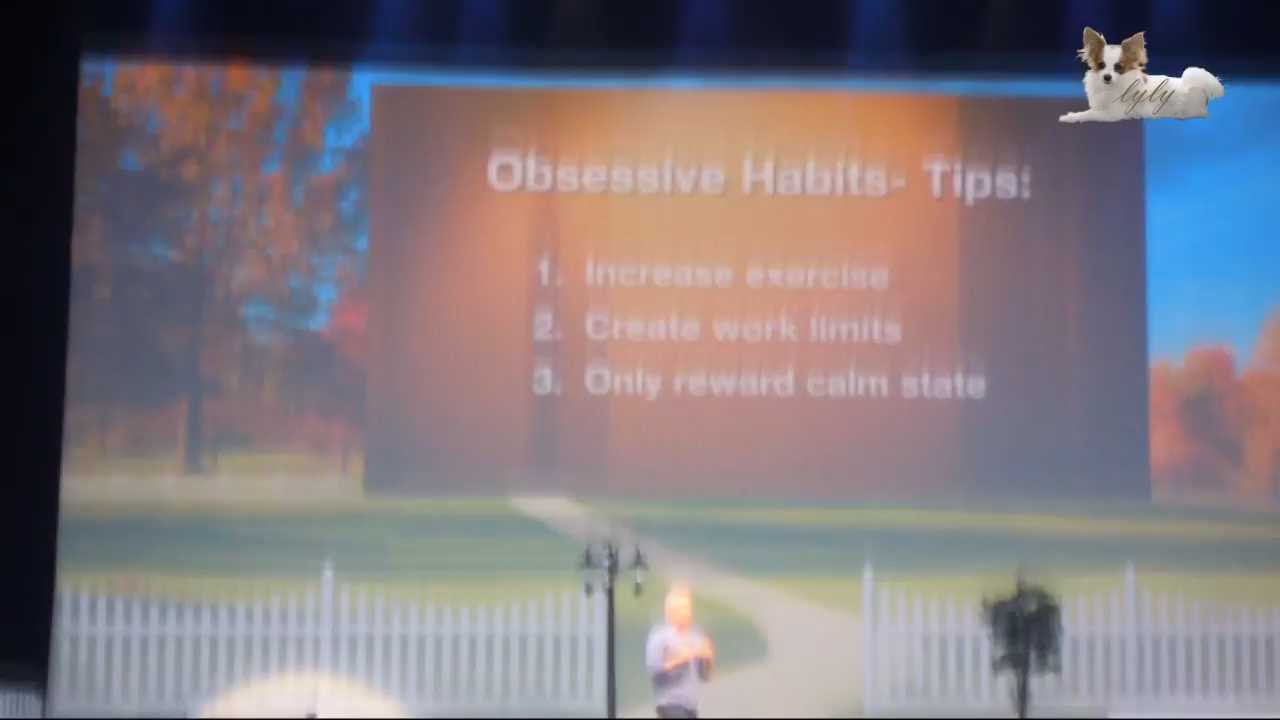 lyly
Obsessive Habits- Tips:
1. Increase exercise
2. Create work limits
3. Only reward calm state